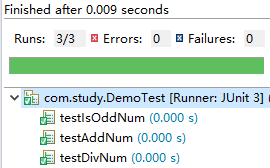 Finished after 0.009 seconds
Runs: 3/3 Errors: 0 Failures: 0
com.study.DemoTest [Runner: JUnit 3] (
testIsOddNum (0.000 s)
testAddNum (0.000 s)
testDivNum (0.000 s)